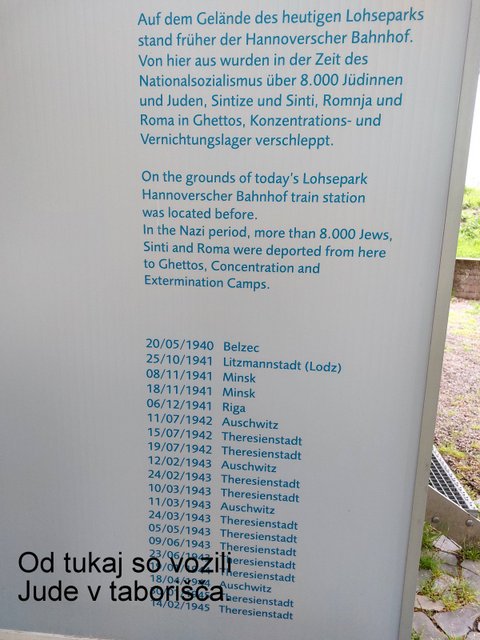 Auf dem Gelände des heutigen Lohseparks
stand früher der Hannoverscher Bahnhof.
Von hier aus wurden in der Zeit des
Nationalsozialismus über 8.000 Jüdinnen
und Juden, Sintize und Sinti, Romnja und
Roma in Ghettos, Konzentrations- und
Vernichtungslager verschleppt.
On the grounds of today's Lohsepark
Hannoverscher Bahnhof train station
was located before.
In the Nazi period, more than 8.000 Jews,
Sinti and Roma were deported from here
to Ghettos, Concentration and
Extermination Camps.
20/05/1940 Belzec
25/10/1941 Litzmannstadt (Lodz)
08/11/1941 Minsk
18/11/1941 Minsk
06/12/1941 Riga
11/07/1942 Auschwitz
15/07/1942 Theresienstadt
19/07/1942 Theresienstadt
12/02/1943 Auschwitz
24/02/1943 Theresienstadt
10/03/1943 Theresienstadt
11/03/1943 Auschwitz
24/03/1943 Theresienstadt
05/05/1943 Theresienstadt
09/06/1943 Theresienstadt
23/06/1943 Theresienstadt
Theresienstadt
18/04/1944 Auschwitz
Theresienstadt
14/02/1945 Theresienstadt
Od tukaj so vozili
Jude v taborišča.